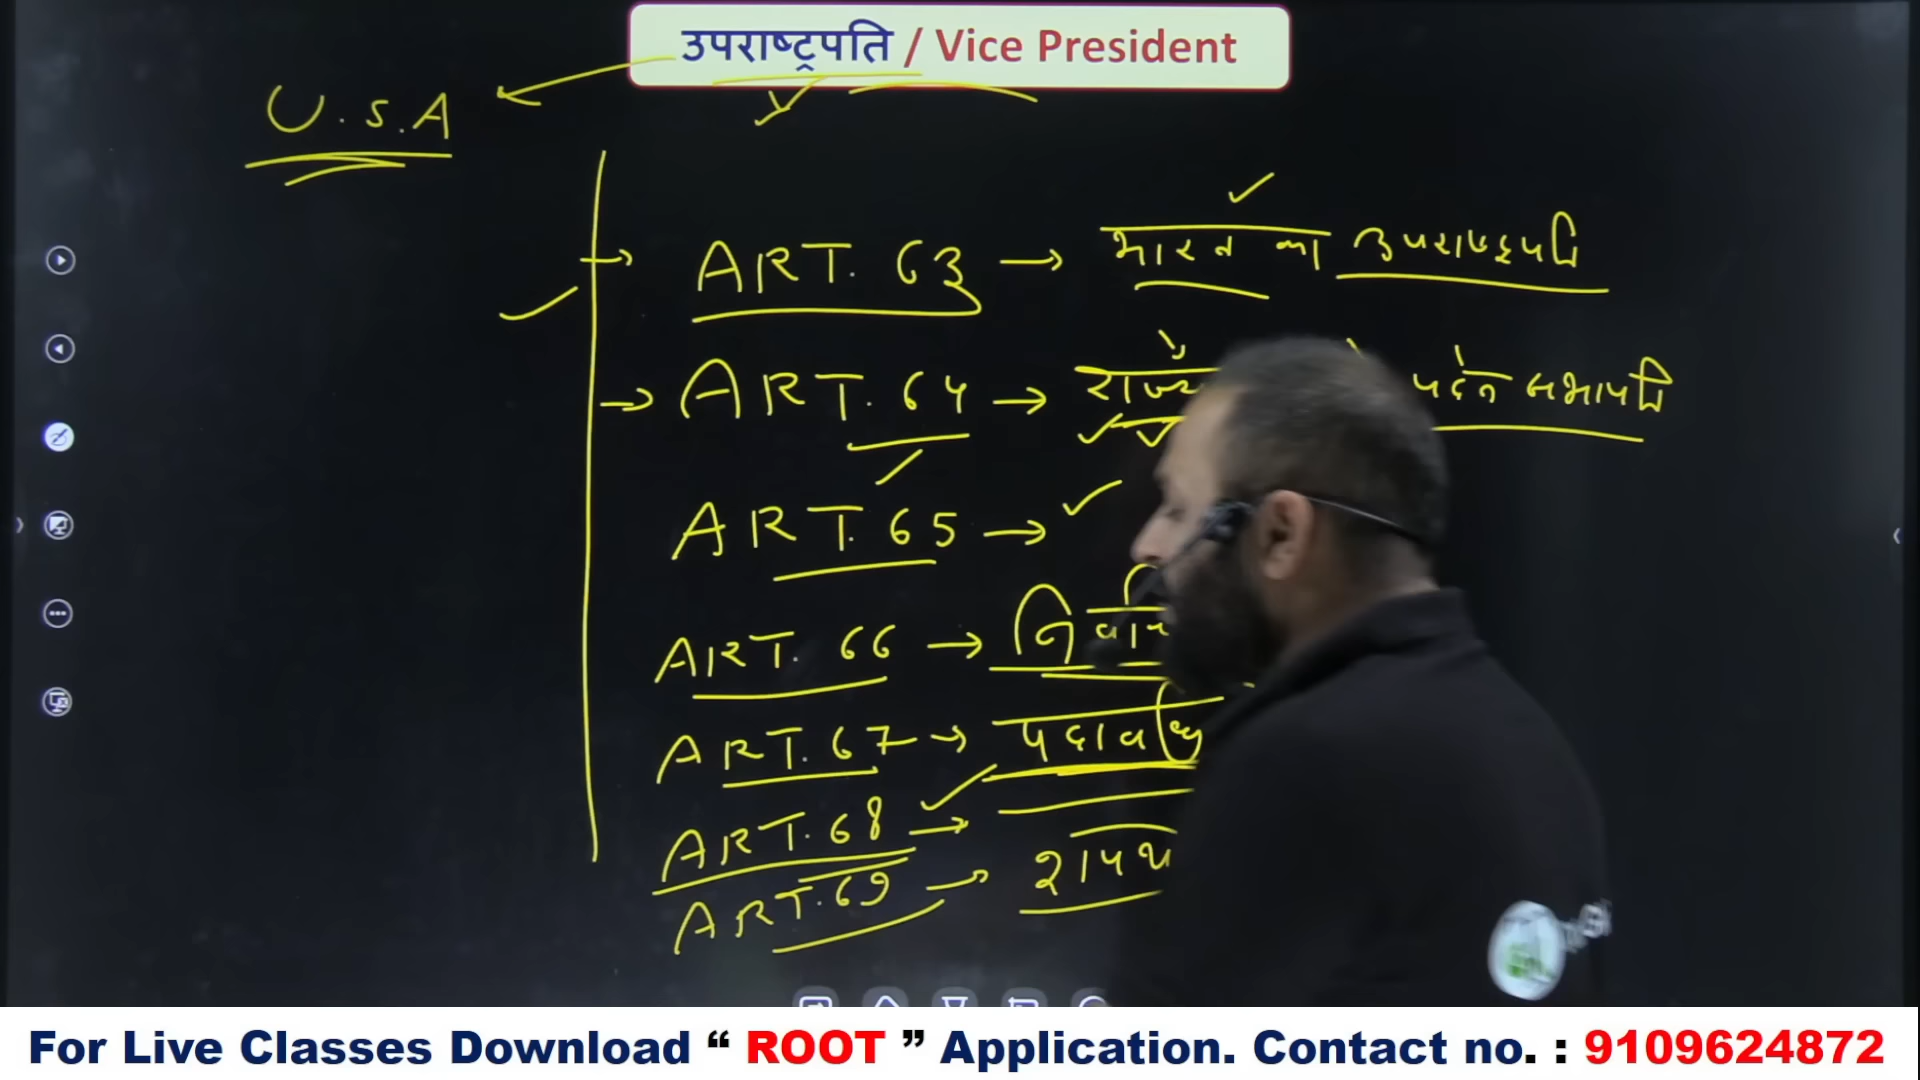 उपराष्ट्रपति / Vice President
U.S.A
ART. 63 → भारत का उपराष्ट्रपति
ART. 64 → राज्य पदेन सभापति
ART. 65 →
ART. 66 →
ART. 67 → पदावधि
ART. 68 →
ART. 69 → शपथ
For Live Classes Download “ ROOT ” Application. Contact no. : 9109624872